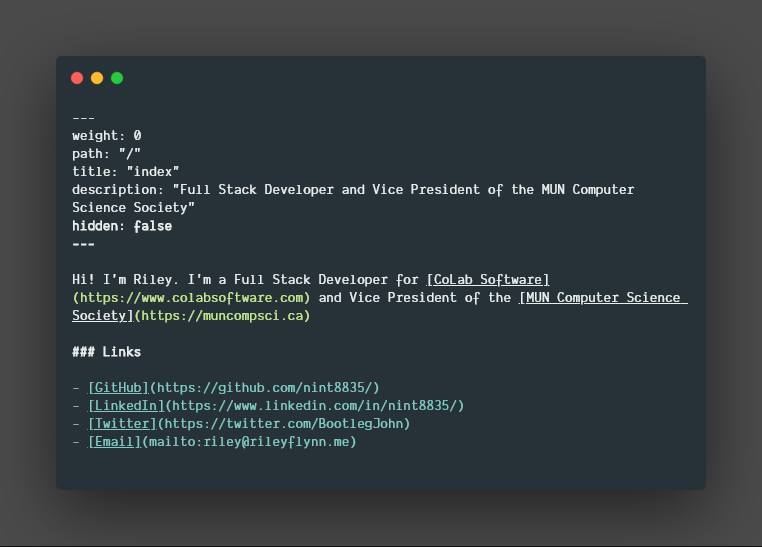 ---
weight: 0
path: "/"
title: "index"
description: "Full Stack Developer and Vice President of the MUN Computer
Science Society"
hidden: false
---
Hi! I'm Riley. I'm a Full Stack Developer for [CoLab Software]
(https://www.colabsoftware.com) and Vice President of the [MUN Computer Science
Society](https://muncompsci.ca)
### Links
- [GitHub](https://github.com/nint8835/)
- [LinkedIn](https://www.linkedin.com/in/nint8835/)
- [Twitter](https://twitter.com/BootlegJohn)
- [Email](mailto:riley@rileyflynn.me)